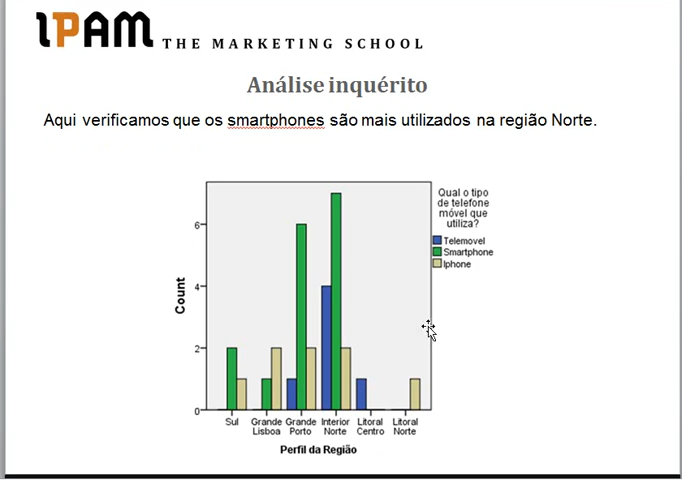 IPAM THE MARKETING SCHOOL
Análise inquérito
Aqui verificamos que os smartphones são mais utilizados na região Norte.
Qual o tipo
de telefone
móvel que
utiliza?
Telemovel
Smartphone
Iphone
Count
6
4
2
0
Sul
Grande
Lisboa
Grande
Porto
Interior
Norte
Litoral
Centro
Litoral
Norte
Perfil da Região